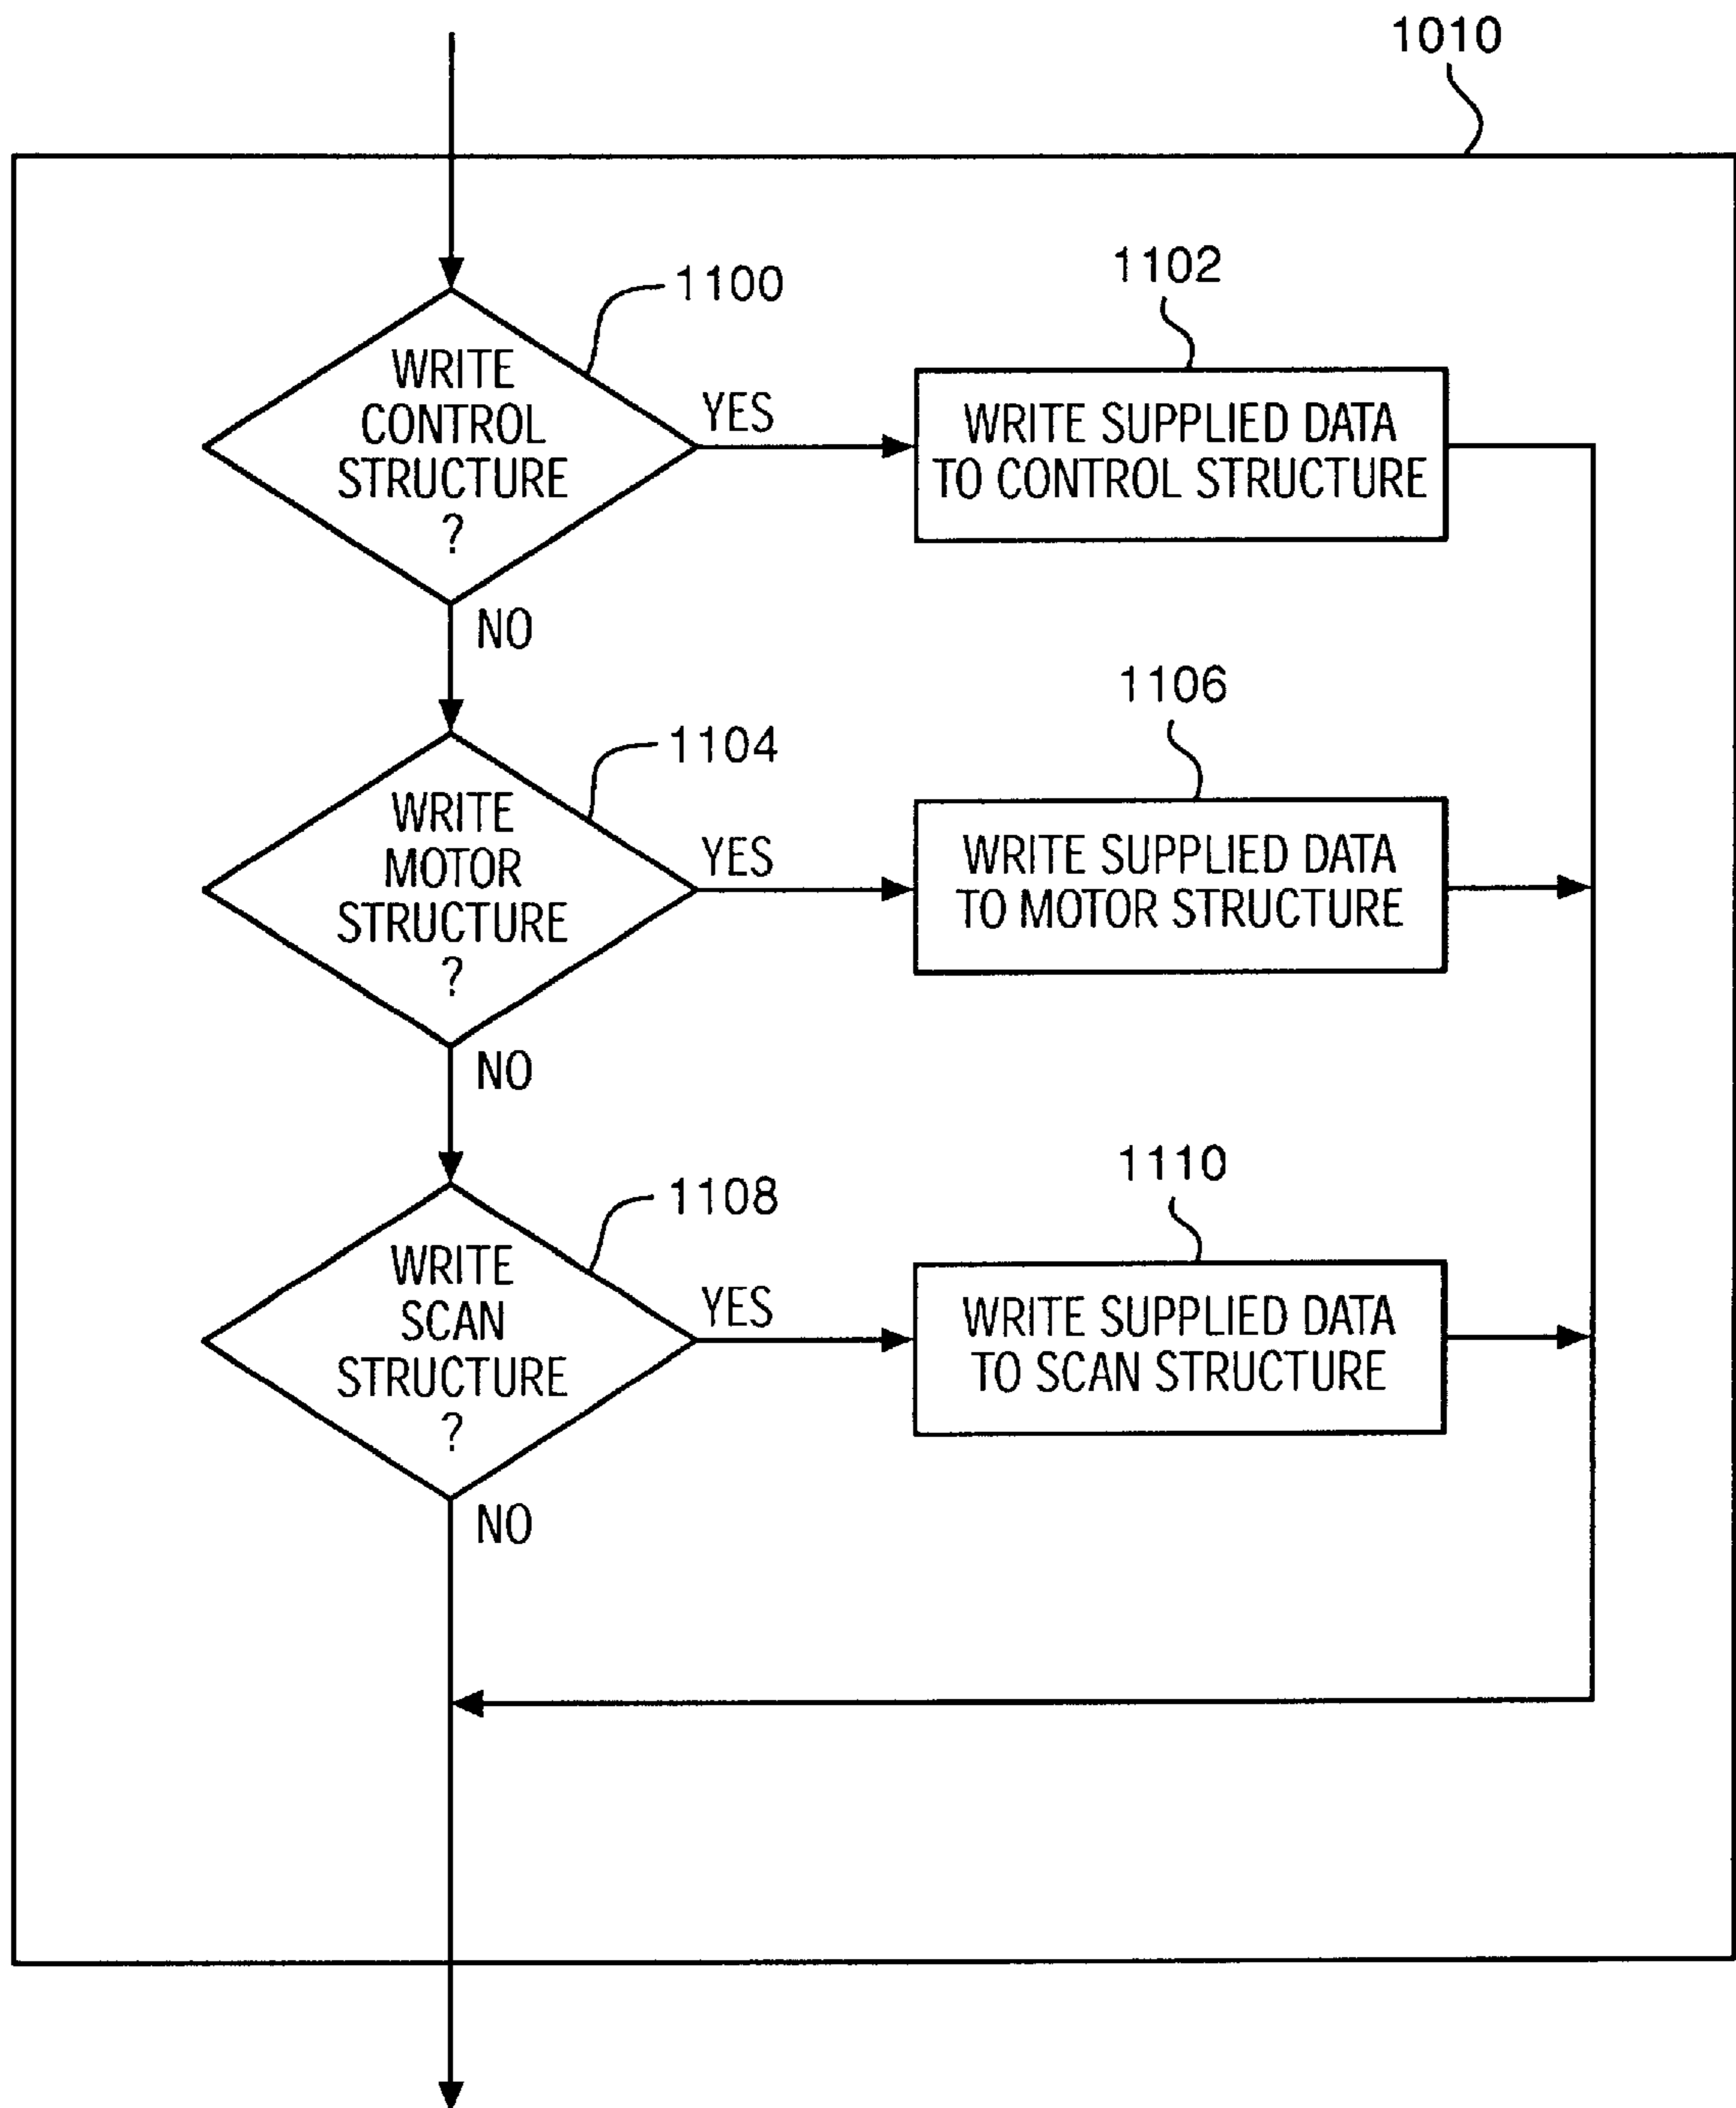 1010
1100
WRITE
CONTROL
STRUCTURE
?
YES
1102
WRITE SUPPLIED DATA
TO CONTROL STRUCTURE
NO
1104
WRITE
MOTOR
STRUCTURE
?
YES
1106
WRITE SUPPLIED DATA
TO MOTOR STRUCTURE
NO
1108
WRITE
SCAN
STRUCTURE
?
YES
1110
WRITE SUPPLIED DATA
TO SCAN STRUCTURE
NO